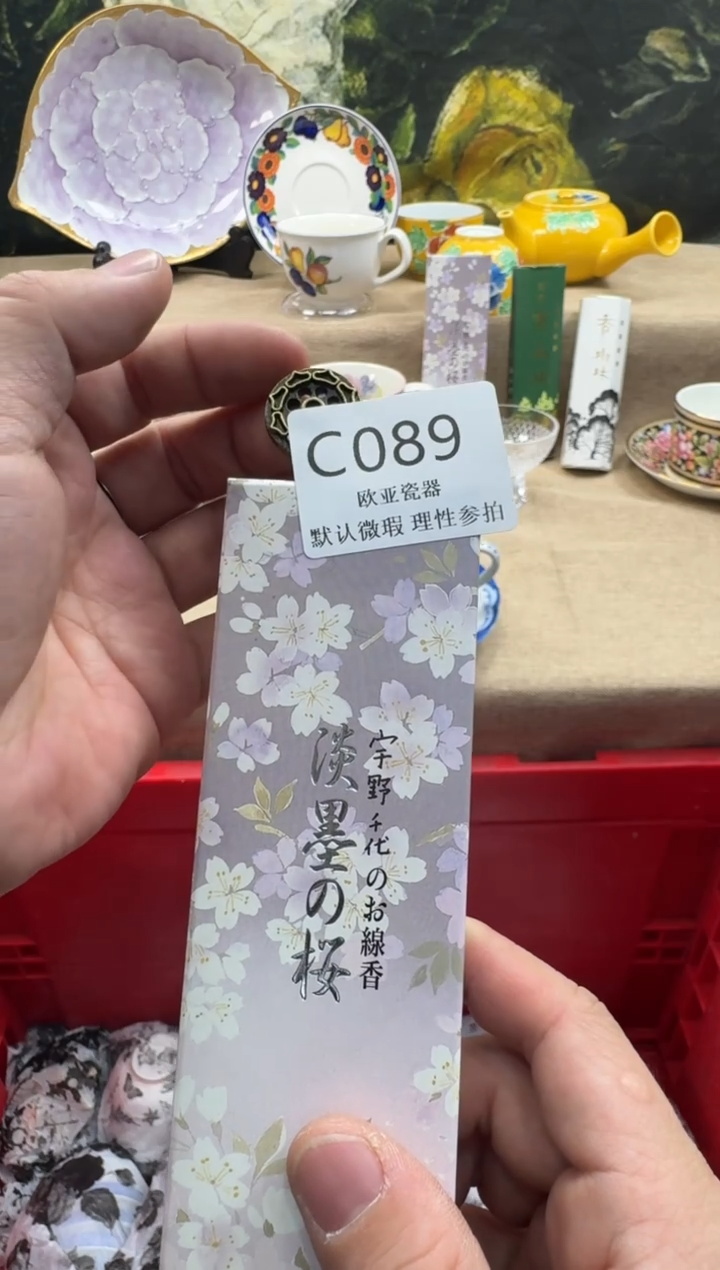 C089
欧亚瓷器
默认微瑕 理性参拍
宇野千代のお線香
淡墨の桜